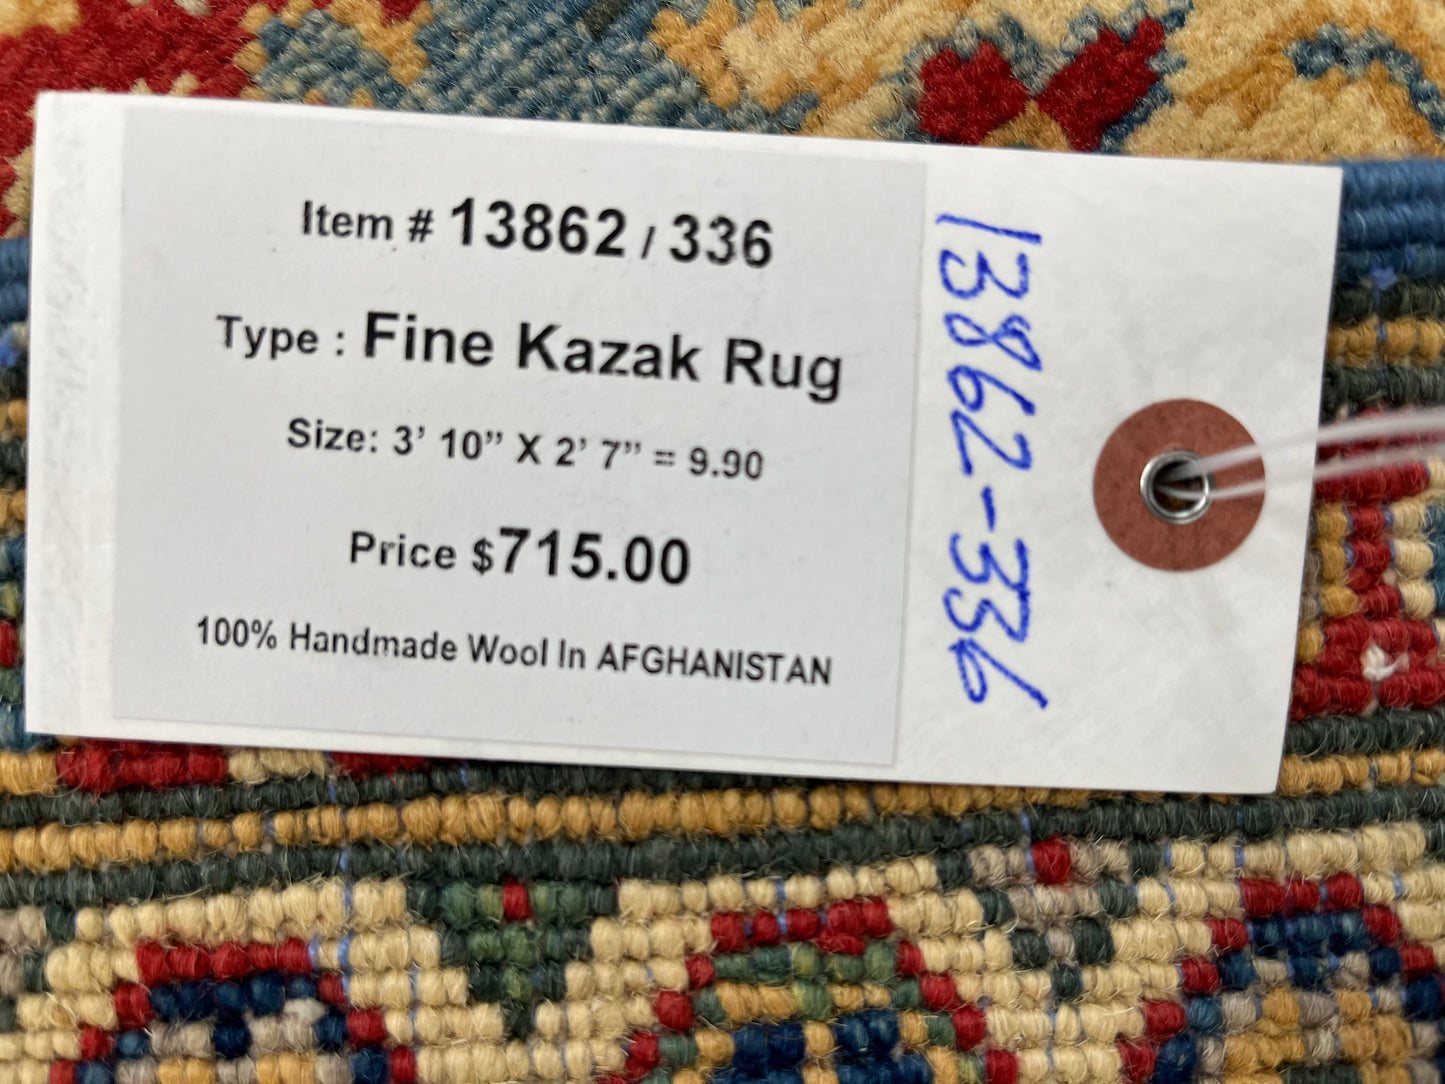 Item # 13862 / 336
Type : Fine Kazak Rug
Size: 3’ 10” X 2’ 7” = 9.90
Price $715.00
100% Handmade Wool In AFGHANISTAN
13862-336